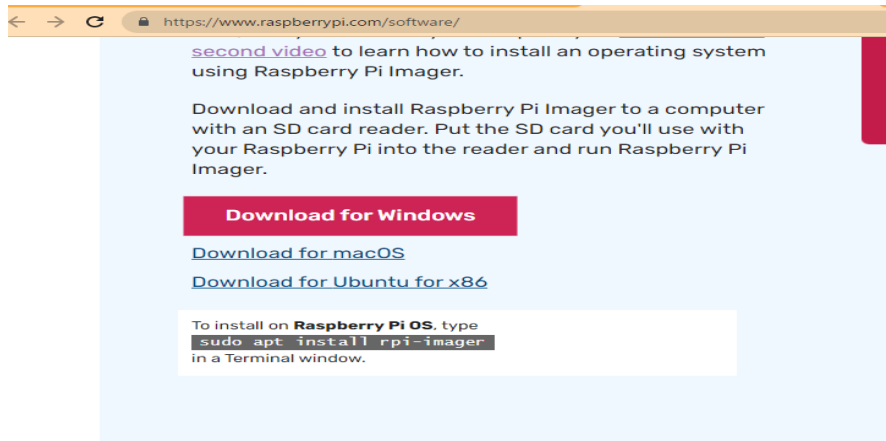 https://www.raspberrypi.com/software/
second video to learn how to install an operating system
using Raspberry Pi Imager.
Download and install Raspberry Pi Imager to a computer
with an SD card reader. Put the SD card you'll use with
your Raspberry Pi into the reader and run Raspberry Pi
Imager.
Download for Windows
Download for macOS
Download for Ubuntu for x86
To install on Raspberry Pi OS, type
sudo apt install rpi-imager
in a Terminal window.